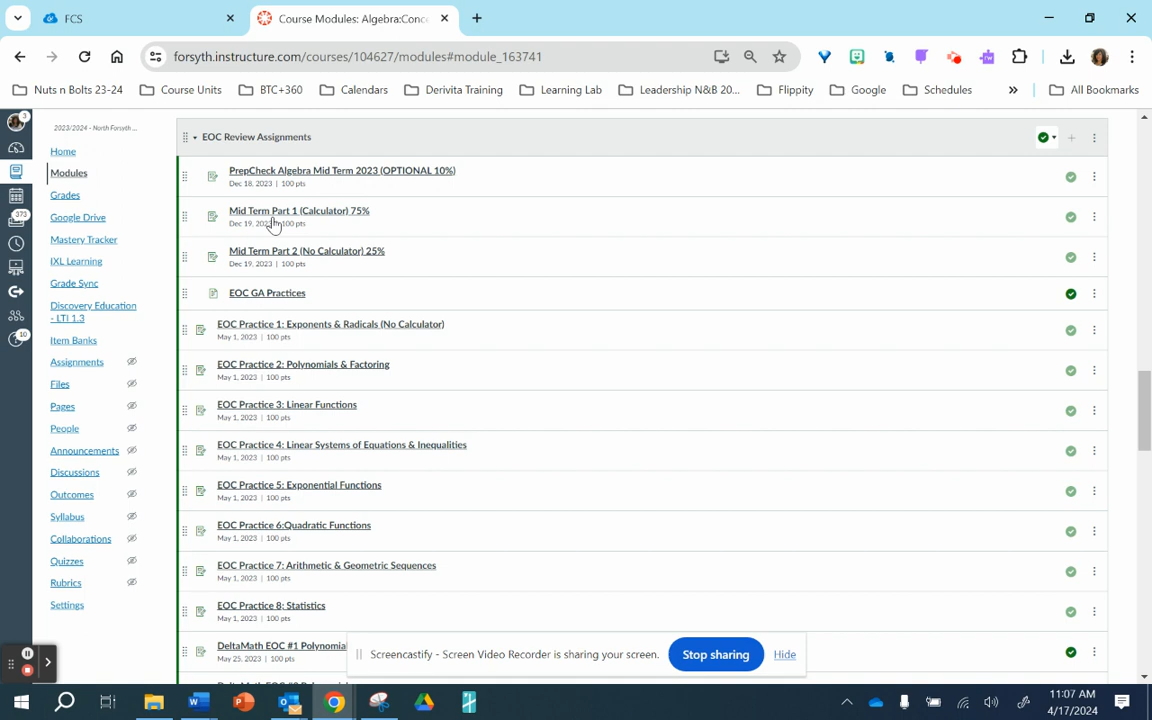 FCS
Course Modules: Algebra:Conc
forsyth.instructure.com/courses/104627/modules#module_163741
Nuts n Bolts 23-24
Course Units
BTC+360
Calendars
Derivita Training
Learning Lab
Leadership N&B 20...
Flippity
Google
Schedules
»
All Bookmarks
3
373
10
2023/2024 - North Forsyth ...
Home
Modules
Grades
Google Drive
Mastery Tracker
IXL Learning
Grade Sync
Discovery Education
- LTI 1.3
Item Banks
Assignments
Files
Pages
People
Announcements
Discussions
Outcomes
Syllabus
Collaborations
Quizzes
Rubrics
Settings
EOC Review Assignments
PrepCheck Algebra Mid Term 2023 (OPTIONAL 10%)
Dec 18, 2023 | 100 pts
Mid Term Part 1 (Calculator) 75%
Dec 19, 2023 | 100 pts
Mid Term Part 2 (No Calculator) 25%
Dec 19, 2023 | 100 pts
EOC GA Practices
EOC Practice 1: Exponents & Radicals (No Calculator)
May 1, 2023 | 100 pts
EOC Practice 2: Polynomials & Factoring
May 1, 2023 | 100 pts
EOC Practice 3: Linear Functions
May 1, 2023 | 100 pts
EOC Practice 4: Linear Systems of Equations & Inequalities
May 1, 2023 | 100 pts
EOC Practice 5: Exponential Functions
May 1, 2023 | 100 pts
EOC Practice 6:Quadratic Functions
May 1, 2023 | 100 pts
EOC Practice 7: Arithmetic & Geometric Sequences
May 1, 2023 | 100 pts
EOC Practice 8: Statistics
May 1, 2023 | 100 pts
DeltaMath EOC #1 Polynomial
May 25, 2023 | 100 pts
Screencastify - Screen Video Recorder is sharing your screen.
Stop sharing
Hide
11:07 AM
4/17/2024